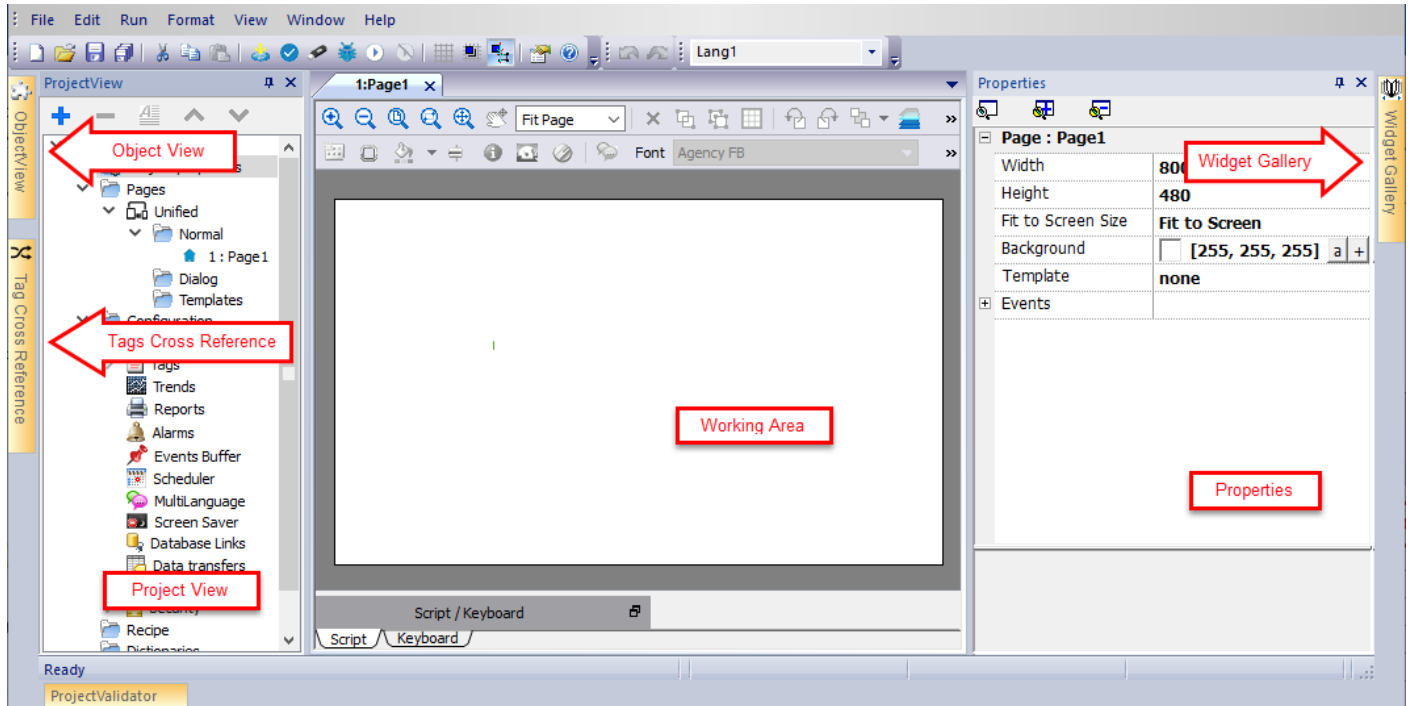 File Edit Run Format View Window Help
Lang1
ObjectView
Tag Cross Reference
ProjectView
Object View
Pages
Unified
Normal
1 : Page1
Dialog
Templates
Configuration
Tags Cross Reference
Tags
Trends
Reports
Alarms
Events Buffer
Scheduler
MultiLanguage
Screen Saver
Database Links
Data transfers
Project View
Security
Recipe
Dictionaries
1:Page1
Fit Page
Font Agency FB
Working Area
Script / Keyboard
Script Keyboard
Properties
Page : Page1
Width 800
Height 480
Fit to Screen Size Fit to Screen
Background [255, 255, 255] a +
Template none
Events
Widget Gallery
Properties
Widget Gallery
Ready
ProjectValidator